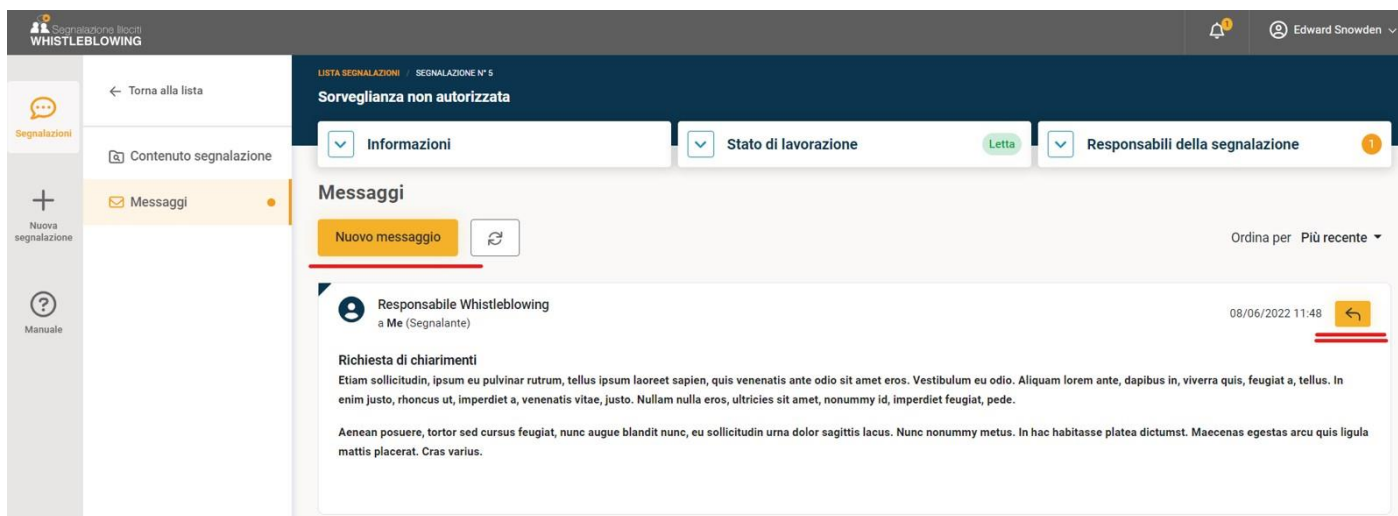 Segnalazione Illeciti
WHISTLEBLOWING
1
Edward Snowden
Segnalazioni
Nuova
segnalazione
Manuale
Torna alla lista
Contenuto segnalazione
Messaggi
LISTA SEGNALAZIONI / SEGNALAZIONE N° 5
Sorveglianza non autorizzata
Informazioni
Stato di lavorazione Letta
Responsabili della segnalazione 1
Messaggi
Nuovo messaggio
Ordina per Più recente
Responsabile Whistleblowing
a Me (Segnalante)
08/06/2022 11:48
Richiesta di chiarimenti
Etiam sollicitudin, ipsum eu pulvinar rutrum, tellus ipsum laoreet sapien, quis venenatis ante odio sit amet eros. Vestibulum eu odio. Aliquam lorem ante, dapibus in, viverra quis, feugiat a, tellus. In
enim justo, rhoncus ut, imperdiet a, venenatis vitae, justo. Nullam nulla eros, ultricies sit amet, nonummy id, imperdiet feugiat, pede.
Aenean posuere, tortor sed cursus feugiat, nunc augue blandit nunc, eu sollicitudin urna dolor sagittis lacus. Nunc nonummy metus. In hac habitasse platea dictumst. Maecenas egestas arcu quis ligula
mattis placerat. Cras varius.